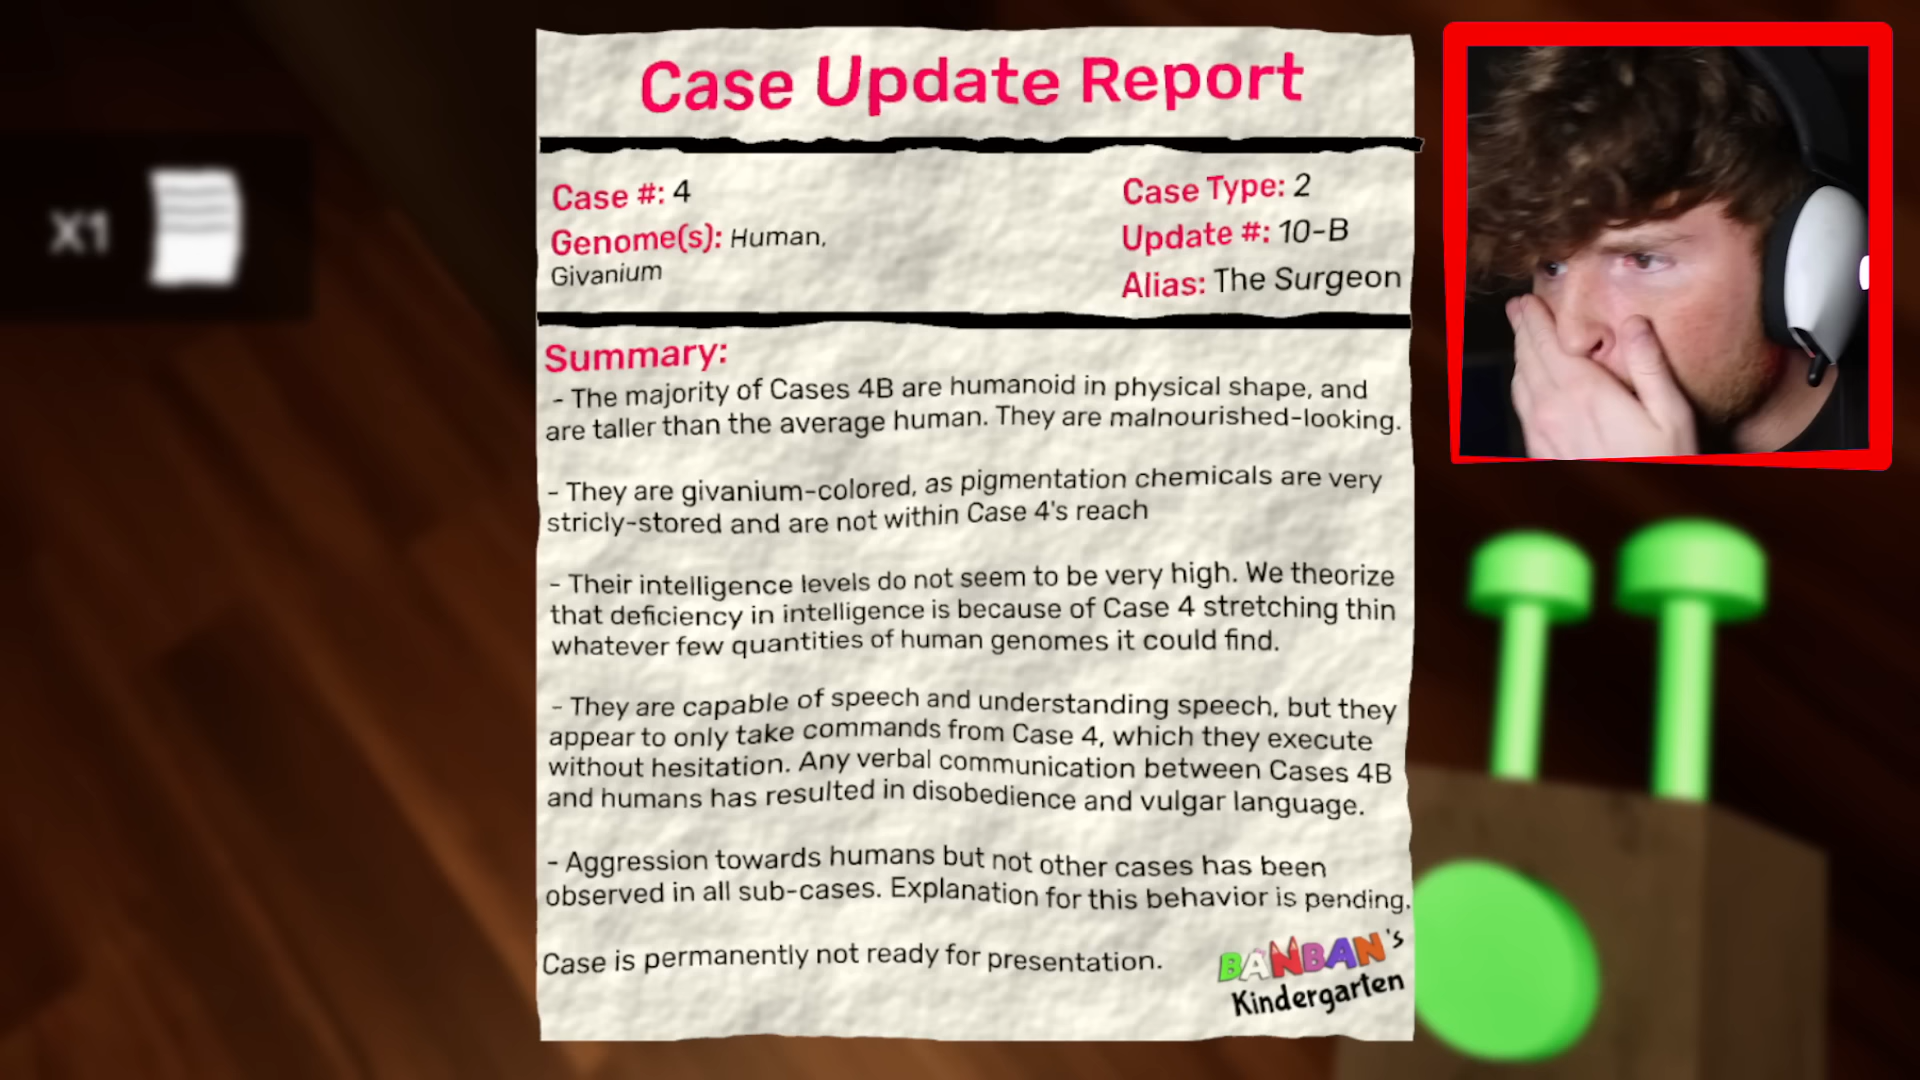 Case Update Report
Case #: 4
Genome(s): Human,
Givanium
Case Type: 2
Update #: 10-B
Alias: The Surgeon
Summary:
- The majority of Cases 4B are humanoid in physical shape, and
are taller than the average human. They are malnourished-looking.
- They are givanium-colored, as pigmentation chemicals are very
stricly-stored and are not within Case 4's reach
- Their intelligence levels do not seem to be very high. We theorize
that deficiency in intelligence is because of Case 4 stretching thin
whatever few quantities of human genomes it could find.
- They are capable of speech and understanding speech, but they
appear to only take commands from Case 4, which they execute
without hesitation. Any verbal communication between Cases 4B
and humans has resulted in disobedience and vulgar language.
- Aggression towards humans but not other cases has been
observed in all sub-cases. Explanation for this behavior is pending.
Case is permanently not ready for presentation.
BANBAN's
Kindergarten
X1